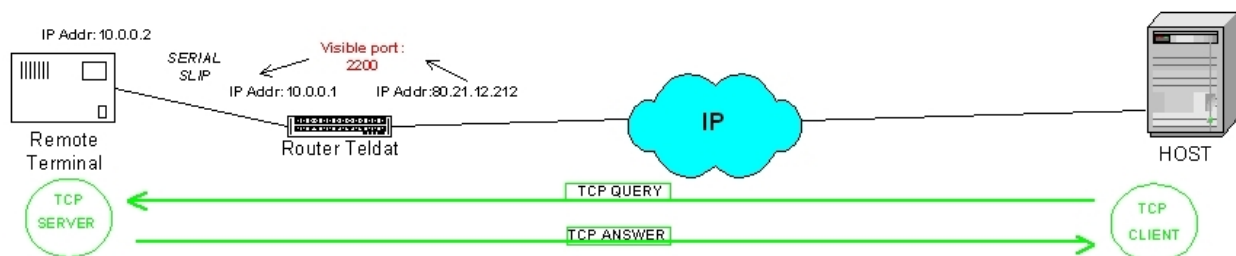 IP Addr: 10.0.0.2
SERIAL
SLIP
Visible port:
2200
IP Addr:10.0.0.1
IP Addr:80.21.12.212
IP
Remote
Terminal
Router Teldat
HOST
TCP
SERVER
TCP QUERY
TCP ANSWER
TCP
CLIENT